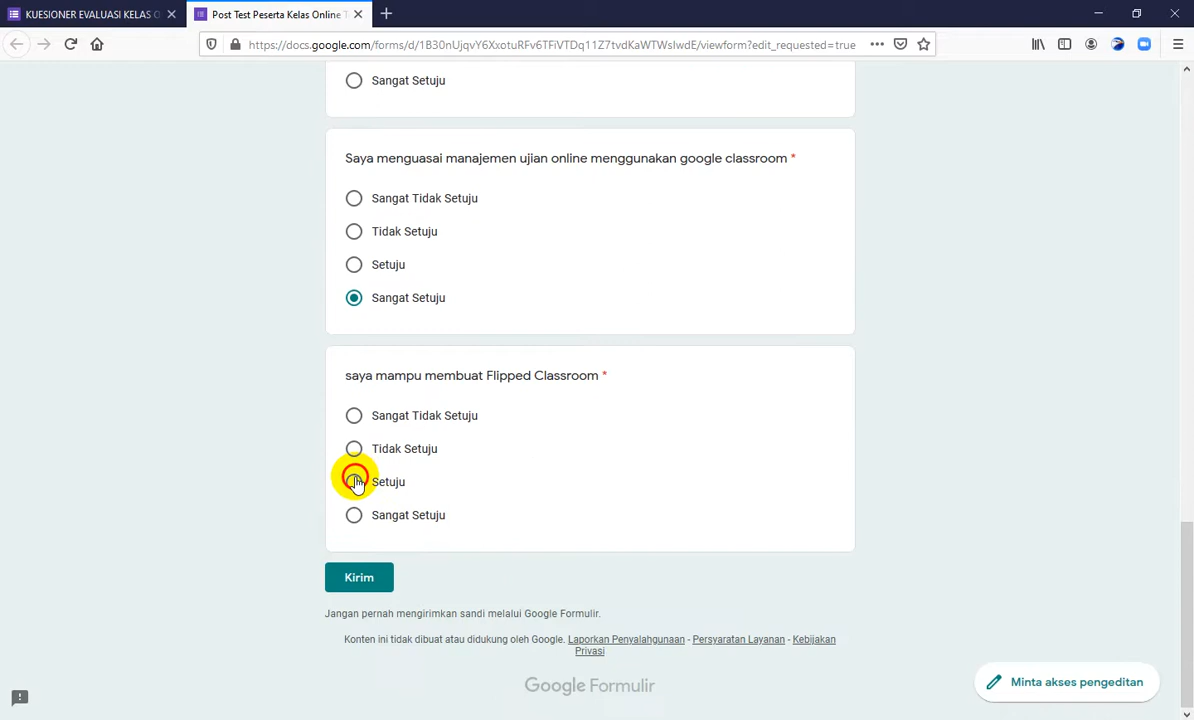 KUESIONER EVALUASI KELAS O
Post Test Peserta Kelas Online T
https://docs.google.com/forms/d/1B30nUjqvY6XxotuRFv6TFiVTDq11Z7tvdKaWTWsIwdE/viewform?edit_requested=true
Sangat Setuju
Saya menguasai manajemen ujian online menggunakan google classroom *
Sangat Tidak Setuju
Tidak Setuju
Setuju
Sangat Setuju
saya mampu membuat Flipped Classroom *
Sangat Tidak Setuju
Tidak Setuju
Setuju
Sangat Setuju
Kirim
Jangan pernah mengirimkan sandi melalui Google Formulir.
Konten ini tidak dibuat atau didukung oleh Google. Laporkan Penyalahgunaan - Persyaratan Layanan - Kebijakan
Privasi
Google Formulir
Minta akses pengeditan